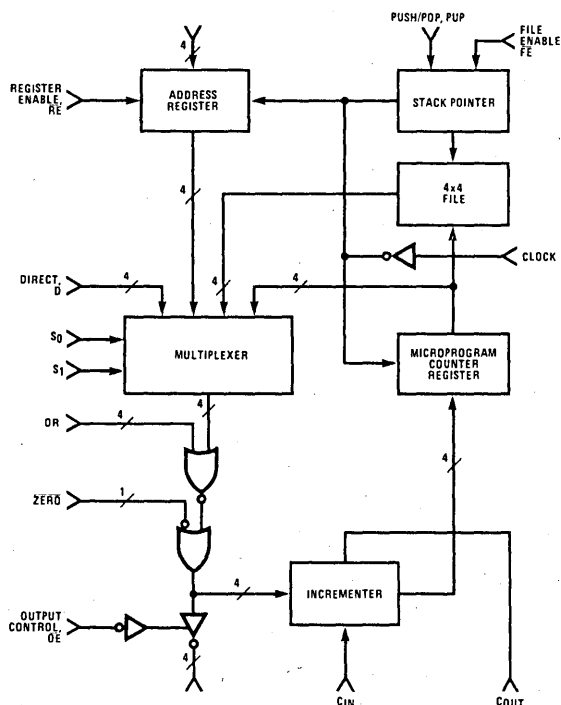 PUSH/POP, PUP
FILE
ENABLE
FE
4
REGISTER
ENABLE,
RE
ADDRESS
REGISTER
STACK POINTER
4
4x4
FILE
CLOCK
DIRECT,
D
4
4
4
S0
S1
MULTIPLEXER
MICROPROGRAM
COUNTER
REGISTER
4
OR
4
4
ZERO
1
4
INCREMENTER
OUTPUT
CONTROL,
OE
4
CIN
COUT